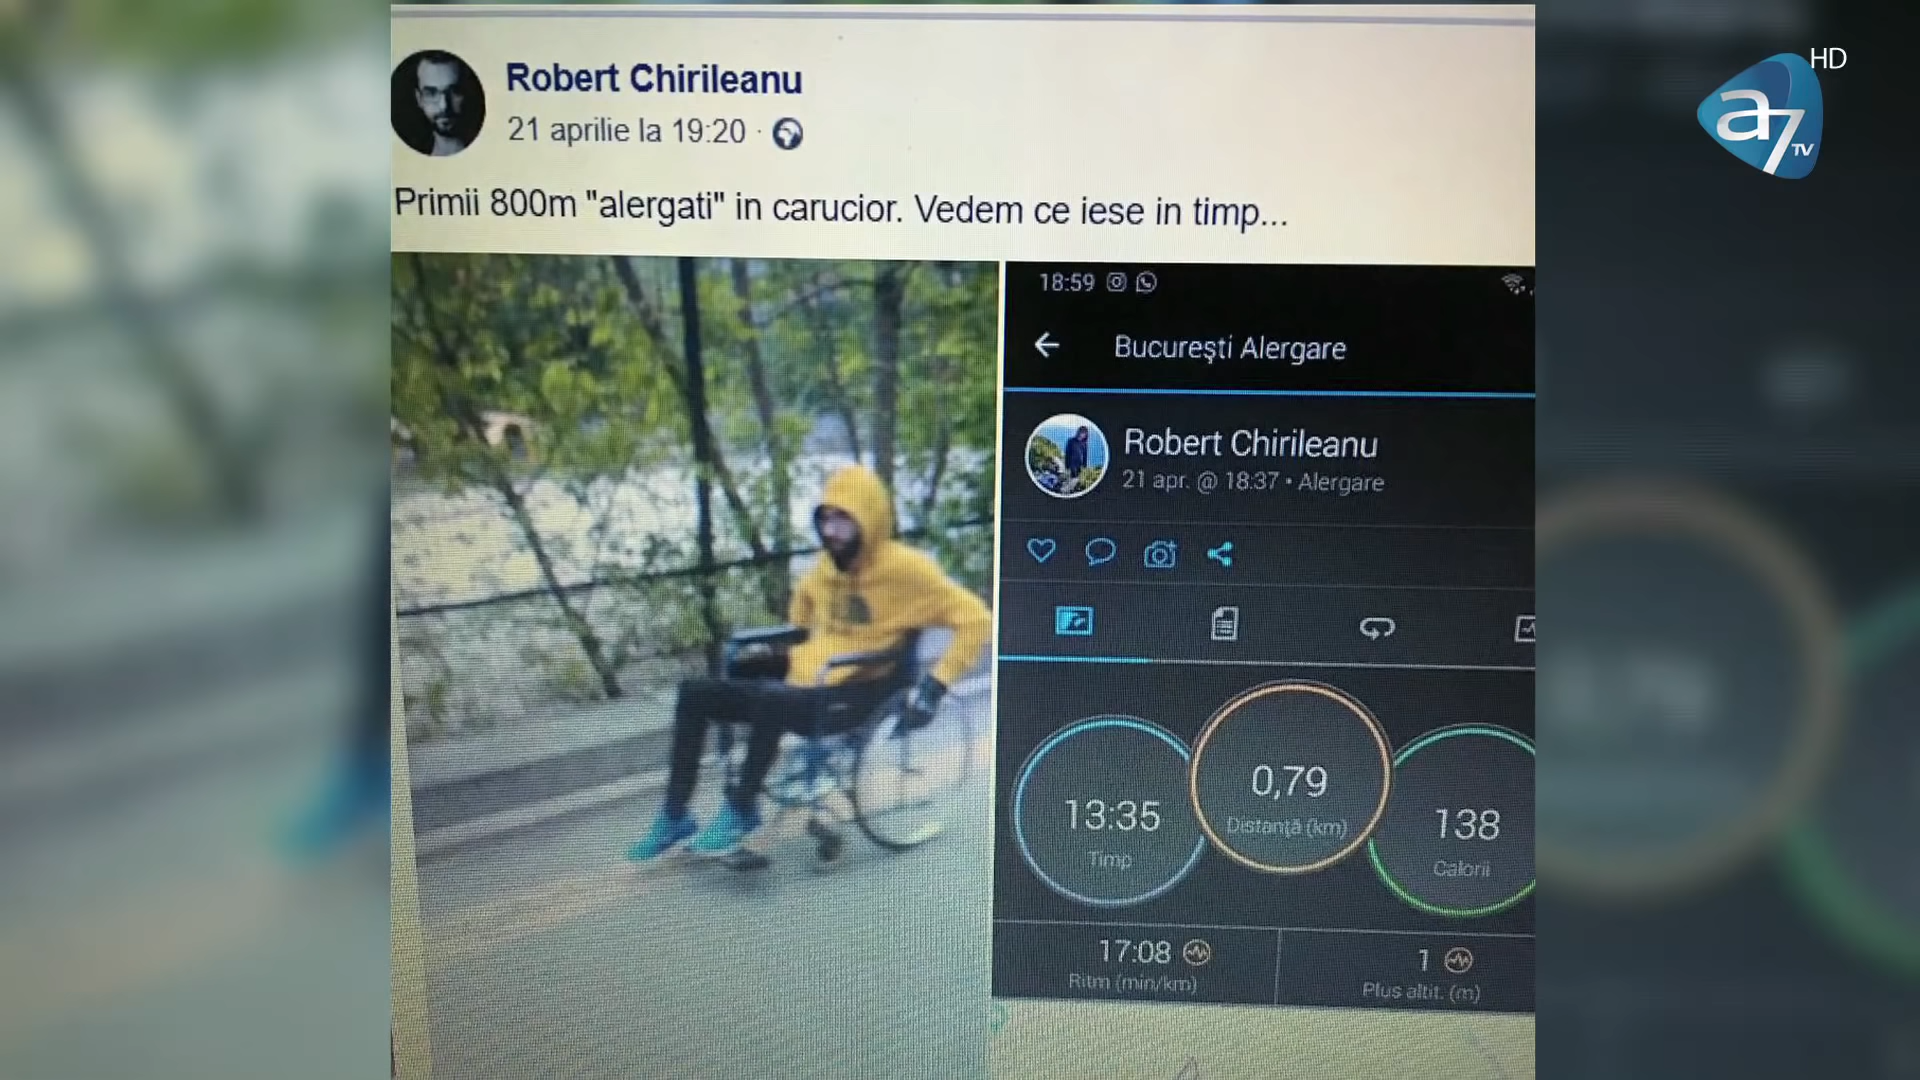 Robert Chirileanu
21 aprilie la 19:20 ·
Primii 800m "alergati" in carucior. Vedem ce iese in timp...
18:59
Bucureşti Alergare
Robert Chirileanu
21 apr. @ 18:37 • Alergare
13:35
Timp
0,79
Distanţă (km)
138
Calorii
17:08
Ritm (min/km)
1
Plus altit. (m)
HD
a7
TV